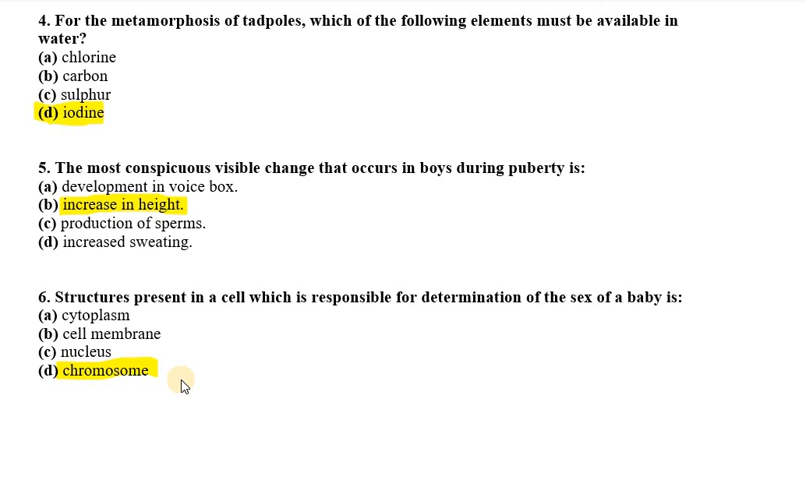 4. For the metamorphosis of tadpoles, which of the following elements must be available in
water?
(a) chlorine
(b) carbon
(c) sulphur
(d) iodine
5. The most conspicuous visible change that occurs in boys during puberty is:
(a) development in voice box.
(b) increase in height.
(c) production of sperms.
(d) increased sweating.
6. Structures present in a cell which is responsible for determination of the sex of a baby is:
(a) cytoplasm
(b) cell membrane
(c) nucleus
(d) chromosome